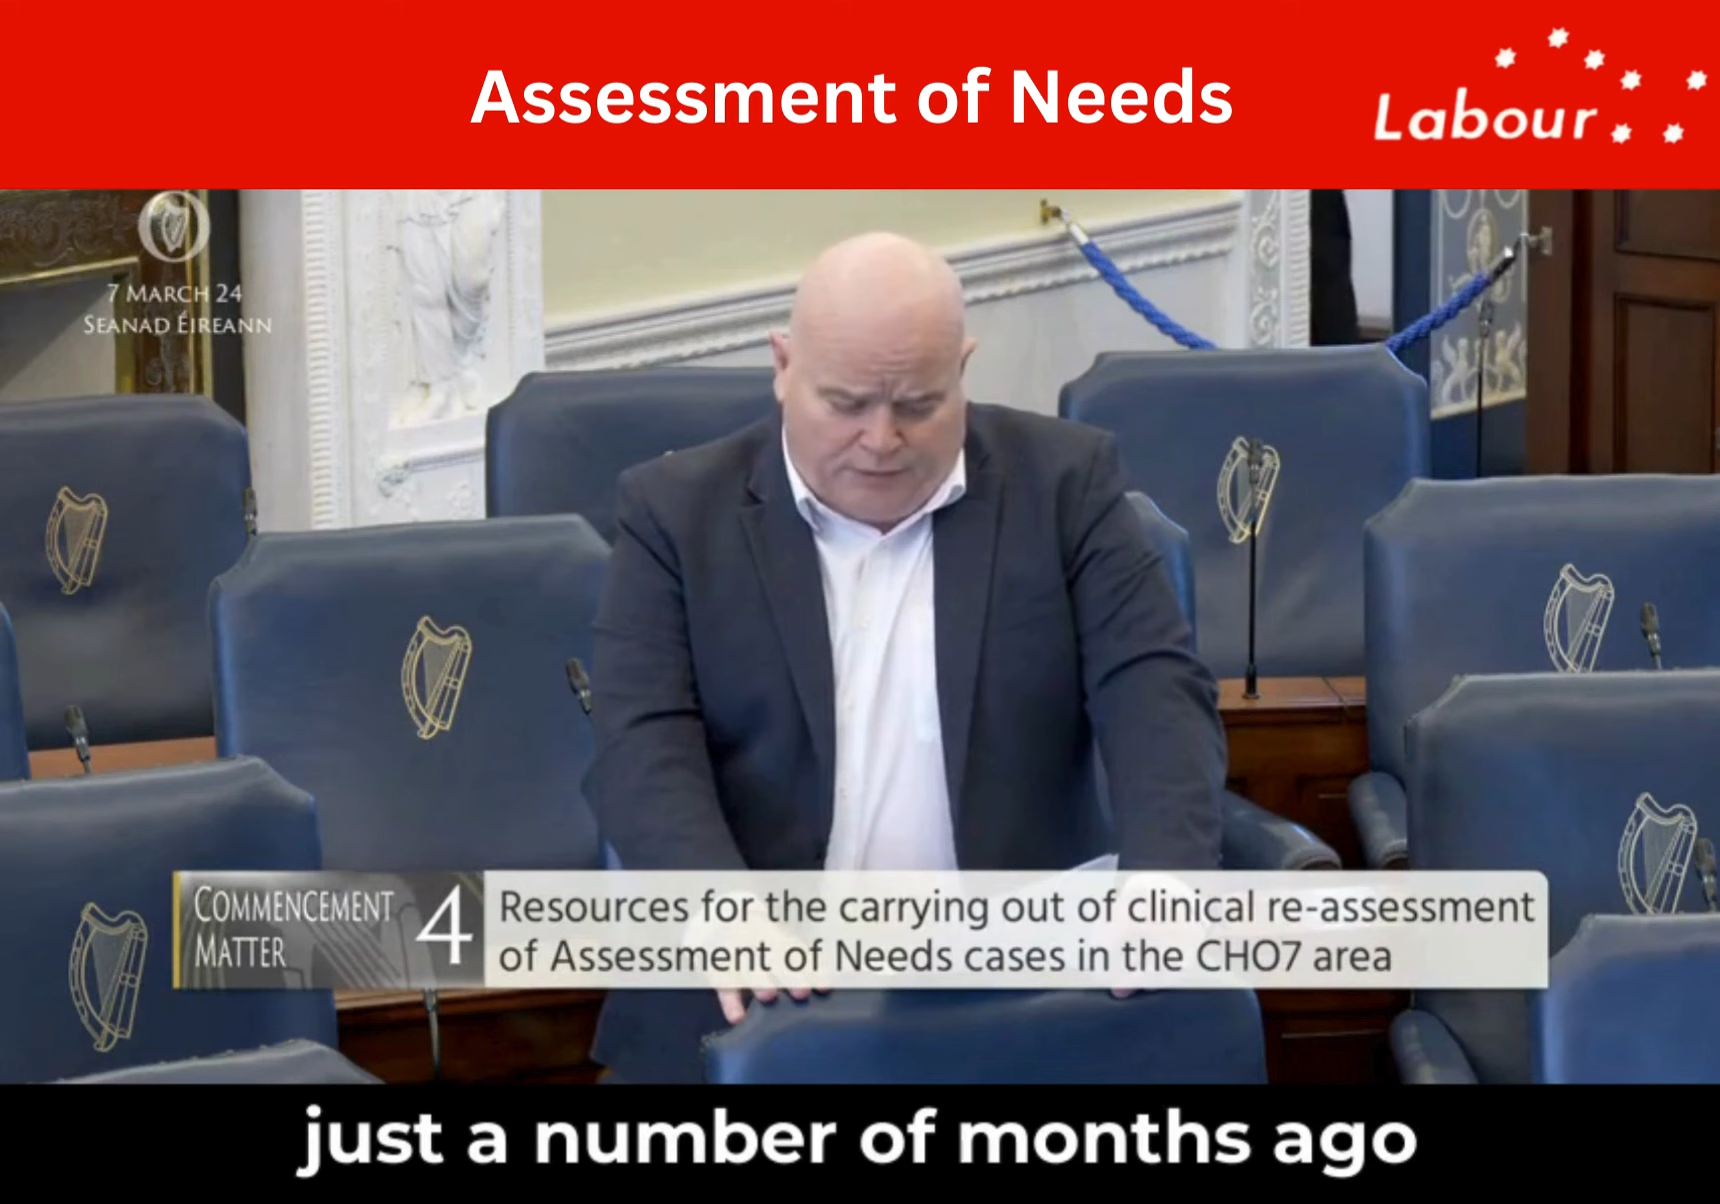 Assessment of Needs
Labour
7 MARCH 24
SEANAD ÉIREANN
COMMENCEMENT
MATTER
4
Resources for the carrying out of clinical re-assessment
of Assessment of Needs cases in the CHO7 area
just a number of months ago